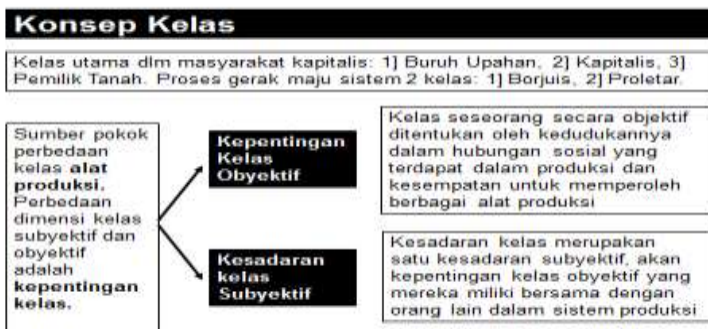 Konsep Kelas
Kelas utama dlm masyarakat kapitalis: 1] Buruh Upahan, 2] Kapitalis, 3]
Pemilik Tanah. Proses gerak maju sistem 2 kelas: 1] Borjuis, 2] Proletar.
Sumber pokok
perbedaan
kelas alat
produksi.
Perbedaan
dimensi kelas
subyektif dan
obyektif
adalah
kepentingan
kelas.
Kepentingan
Kelas
Obyektif
Kelas seseorang secara objektif
ditentukan oleh kedudukannya
dalam hubungan sosial yang
terdapat dalam produksi dan
kesempatan untuk memperoleh
berbagai alat produksi
Kesadaran
kelas
Subyektif
Kesadaran kelas merupakan
satu kesadaran subyektif, akan
kepentingan kelas obyektif yang
mereka miliki bersama dengan
orang lain dalam sistem produksi